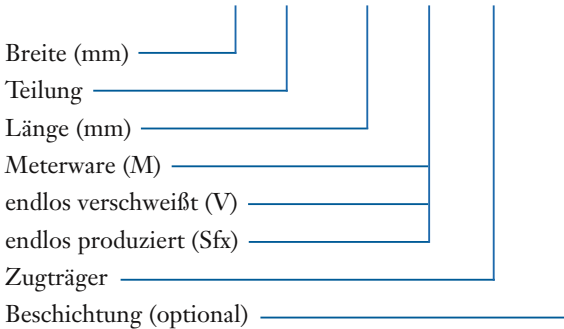 Breite (mm)
Teilung
Länge (mm)
Meterware (M)
endlos verschweißt (V)
endlos produziert (Sfx)
Zugträger
Beschichtung (optional)